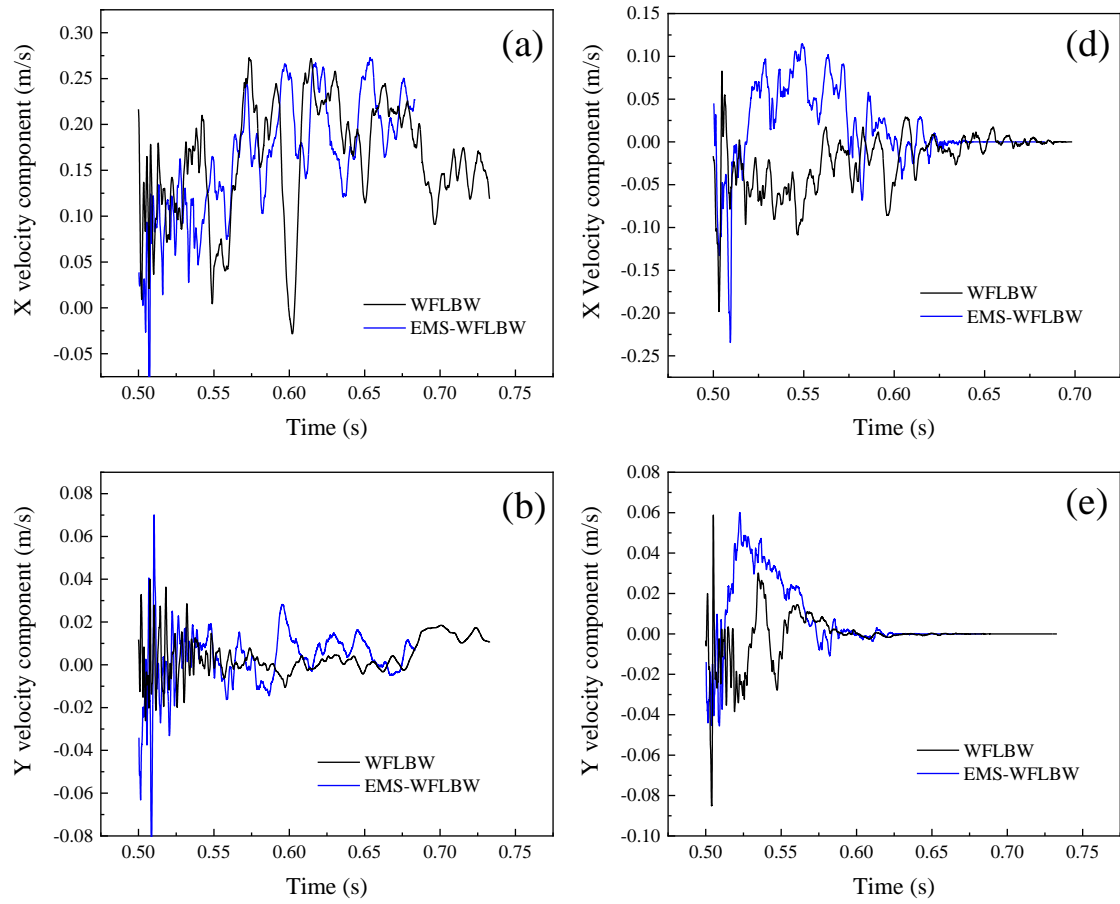 (a)
X velocity component (m/s)
0.30
0.25
0.20
0.15
0.10
0.05
0.00
-0.05
WFLBW
EMS-WFLBW
0.50 0.55 0.60 0.65 0.70 0.75
Time (s)
(d)
X Velocity component (m/s)
0.15
0.10
0.05
0.00
-0.05
-0.10
-0.15
-0.20
-0.25
WFLBW
EMS-WFLBW
0.50 0.55 0.60 0.65 0.70
Time (s)
(b)
Y velocity component (m/s)
0.08
0.06
0.04
0.02
0.00
-0.02
-0.04
-0.06
-0.08
WFLBW
EMS-WFLBW
0.50 0.55 0.60 0.65 0.70 0.75
Time (s)
(e)
Y velocity component (m/s)
0.08
0.06
0.04
0.02
0.00
-0.02
-0.04
-0.06
-0.08
-0.10
WFLBW
EMS-WFLBW
0.50 0.55 0.60 0.65 0.70 0.75
Time (s)